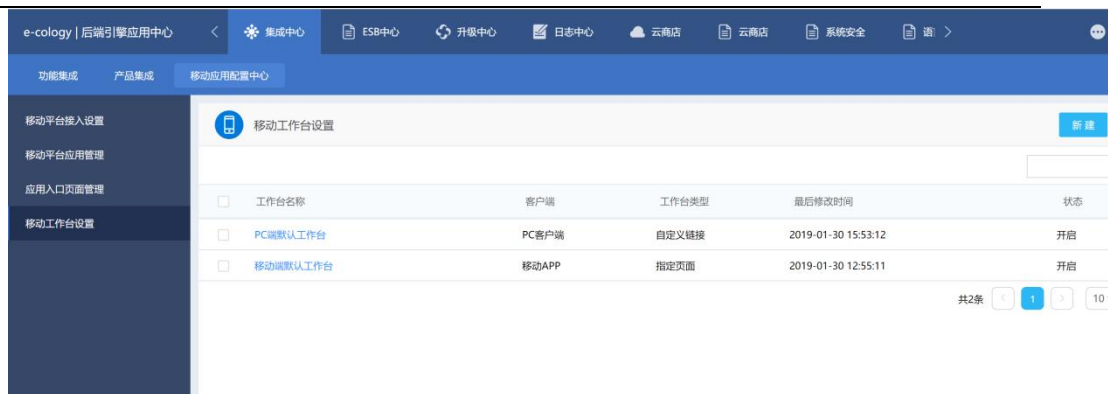 e-cology | 后端引擎应用中心 集成中心 ESB中心 升级中心 日志中心 云商店 云商店 系统安全 语
功能集成 产品集成 移动应用配置中心
移动平台接入设置
移动平台应用管理
应用入口页面管理
移动工作台设置
移动工作台设置 新建
工作台名称 客户端 工作台类型 最后修改时间 状态
PC端默认工作台 PC客户端 自定义链接 2019-01-30 15:53:12 开启
移动端默认工作台 移动APP 指定页面 2019-01-30 12:55:11 开启
共2条 1 10